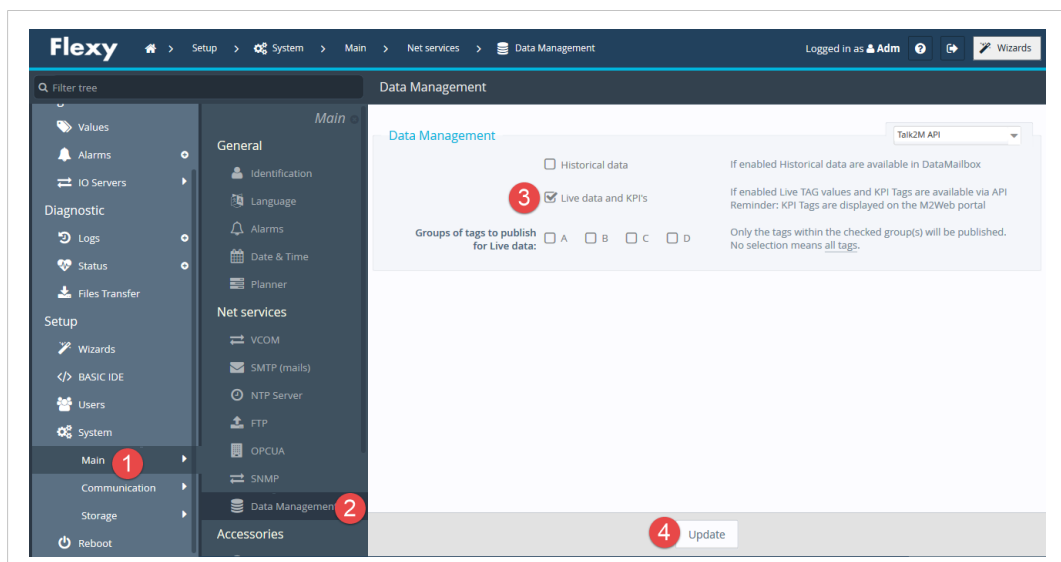 Flexy
Setup
System
Main
Net services
Data Management
Logged in as Adm
Wizards
Filter tree
Data Management
Values
Alarms
IO Servers
Diagnostic
Logs
Status
Files Transfer
Setup
Wizards
</> BASIC IDE
Users
System
Main
1
Communication
Storage
Reboot
Main
General
Identification
Language
Alarms
Date & Time
Planner
Net services
VCOM
SMTP (mails)
NTP Server
FTP
OPCUA
SNMP
Data Management
2
Accessories
Data Management
Talk2M API
Historical data
If enabled Historical data are available in DataMailbox
3
Live data and KPI's
If enabled Live TAG values and KPI Tags are available via API
Reminder: KPI Tags are displayed on the M2Web portal
Groups of tags to publish
for Live data:
A B C D
Only the tags within the checked group(s) will be published.
No selection means all tags.
4
Update